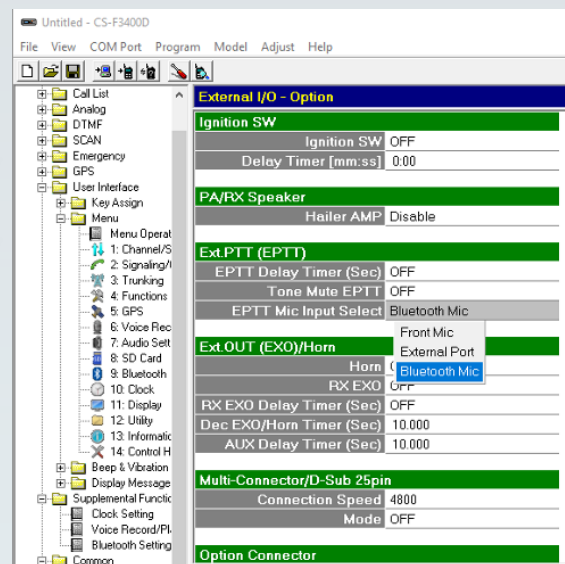 Untitled - CS-F3400D
File View COM Port Program Model Adjust Help
Call List
Analog
DTMF
SCAN
Emergency
GPS
User Interface
Key Assign
Menu
Menu Operat
1: Channel/S
2: Signaling/
3: Trunking
4: Functions
5: GPS
6: Voice Rec
7: Audio Sett
8: SD Card
9: Bluetooth
10: Clock
11: Display
12: Utility
13: Informatic
14: Control H
Beep & Vibration
Display Message
Supplemental Functic
Clock Setting
Voice Record/Pl
Bluetooth Setting
Common
External I/O - Option
Ignition SW
Ignition SW OFF
Delay Timer [mm:ss] 0:00
PA/RX Speaker
Hailer AMP Disable
Ext.PTT (EPTT)
EPTT Delay Timer (Sec) OFF
Tone Mute EPTT OFF
EPTT Mic Input Select Bluetooth Mic
Front Mic
External Port
Bluetooth Mic
Ext.OUT (EXO)/Horn
Horn
RX EXO OFF
RX EXO Delay Timer (Sec) OFF
Dec EXO/Horn Timer (Sec) 10.000
AUX Delay Timer (Sec) 10.000
Multi-Connector/D-Sub 25pin
Connection Speed 4800
Mode OFF
Option Connector